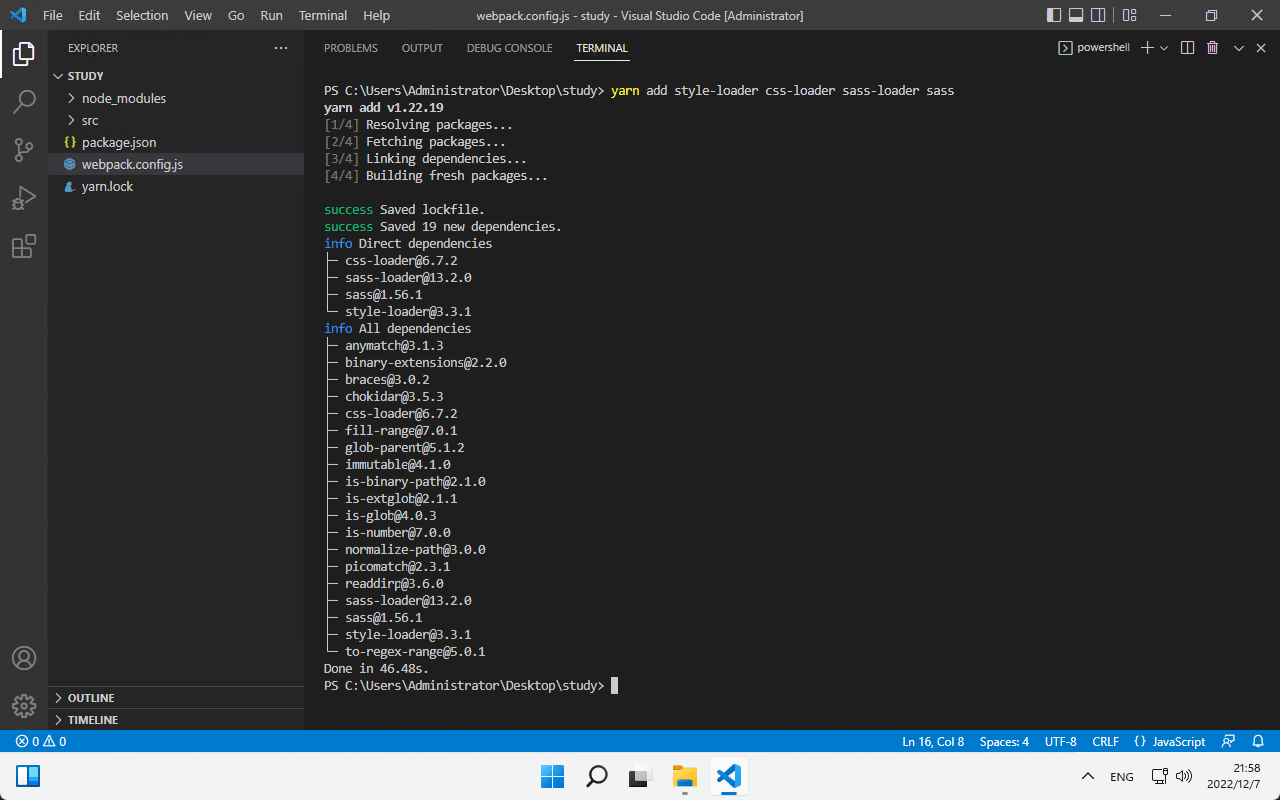 File Edit Selection View Go Run Terminal Help webpack.config.js - study - Visual Studio Code [Administrator]
EXPLORER
STUDY
node_modules
src
package.json
webpack.config.js
yarn.lock
OUTLINE
TIMELINE
PROBLEMS OUTPUT DEBUG CONSOLE TERMINAL powershell
PS C:\Users\Administrator\Desktop\study> yarn add style-loader css-loader sass-loader sass
yarn add v1.22.19
[1/4] Resolving packages...
[2/4] Fetching packages...
[3/4] Linking dependencies...
[4/4] Building fresh packages...
success Saved lockfile.
success Saved 19 new dependencies.
info Direct dependencies
├─ css-loader@6.7.2
├─ sass-loader@13.2.0
├─ sass@1.56.1
└─ style-loader@3.3.1
info All dependencies
├─ anymatch@3.1.3
├─ binary-extensions@2.2.0
├─ braces@3.0.2
├─ chokidar@3.5.3
├─ css-loader@6.7.2
├─ fill-range@7.0.1
├─ glob-parent@5.1.2
├─ immutable@4.1.0
├─ is-binary-path@2.1.0
├─ is-extglob@2.1.1
├─ is-glob@4.0.3
├─ is-number@7.0.0
├─ normalize-path@3.0.0
├─ picomatch@2.3.1
├─ readdirp@3.6.0
├─ sass-loader@13.2.0
├─ sass@1.56.1
├─ style-loader@3.3.1
└─ to-regex-range@5.0.1
Done in 46.48s.
PS C:\Users\Administrator\Desktop\study>
0 0 Ln 16, Col 8 Spaces: 4 UTF-8 CRLF {} JavaScript
ENG
21:58
2022/12/7